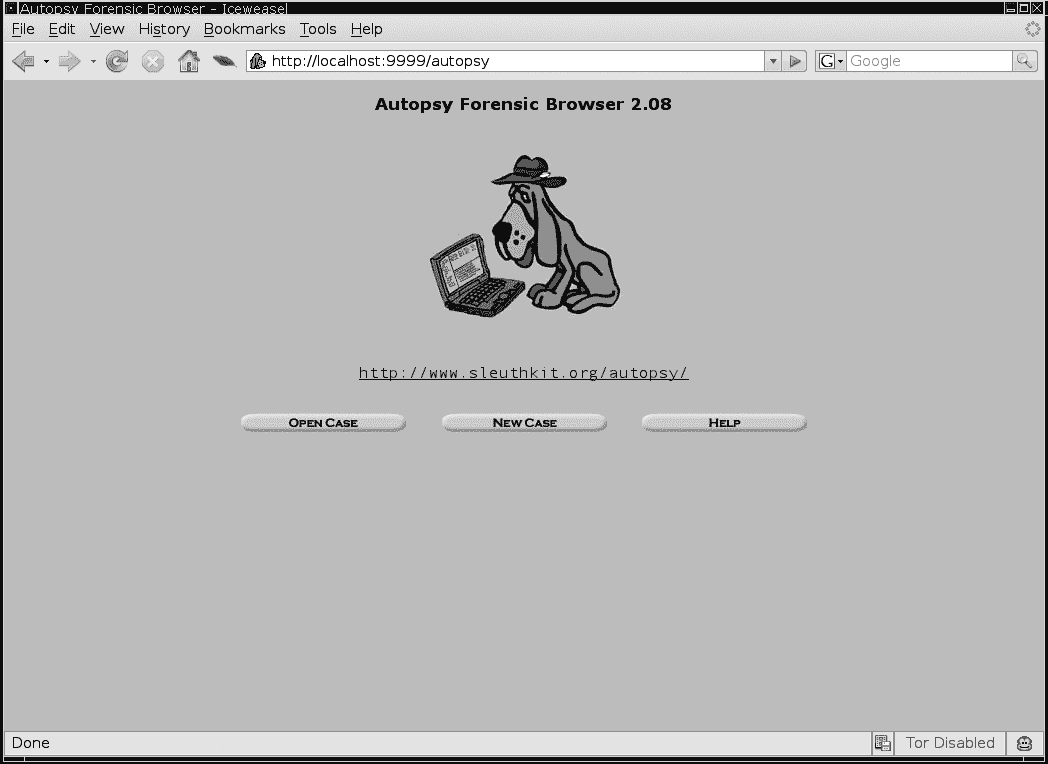 Autopsy Forensic Browser - Iceweasel
File Edit View History Bookmarks Tools Help
http://localhost:9999/autopsy G Google
Autopsy Forensic Browser 2.08
http://www.sleuthkit.org/autopsy/
OPEN CASE NEW CASE HELP
Done Tor Disabled